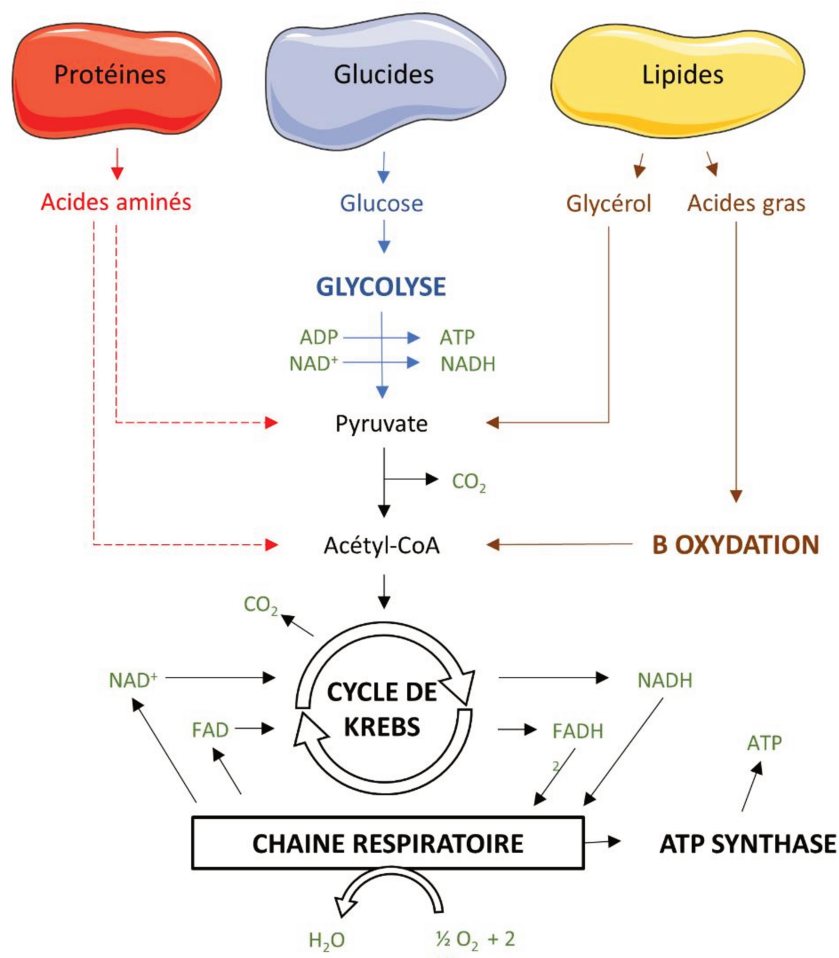 Protéines
Glucides
Lipides
Acides aminés
Glucose
Glycérol
Acides gras
GLYCOLYSE
ADP
ATP
NAD⁺
NADH
Pyruvate
CO₂
Acétyl-CoA
B OXYDATION
CO₂
NAD⁺
CYCLE DE
KREBS
NADH
FAD
FADH
₂
ATP
CHAINE RESPIRATOIRE
ATP SYNTHASE
H₂O
½ O₂ + 2